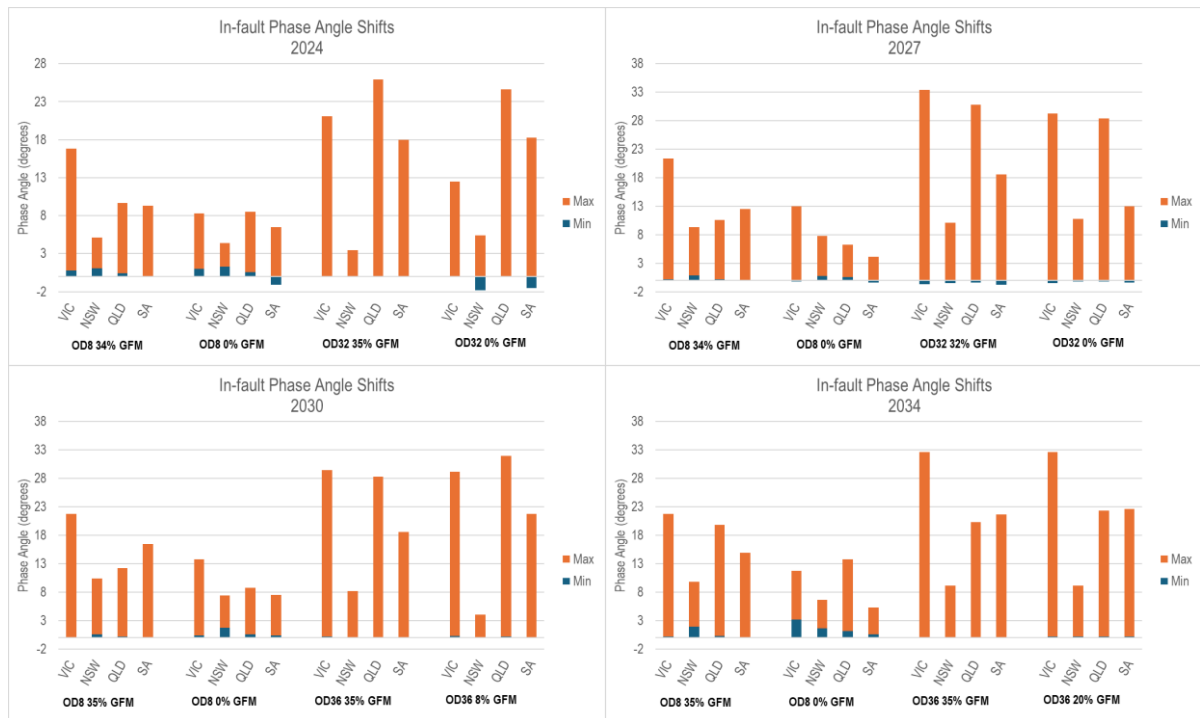 In-fault Phase Angle Shifts
2024
Phase Angle (degrees)
28
23
18
13
8
3
-2
VIC
NSW
QLD
SA
VIC
NSW
QLD
SA
VIC
NSW
QLD
SA
VIC
NSW
QLD
SA
OD8 34% GFM
OD8 0% GFM
OD32 35% GFM
OD32 0% GFM
Max
Min
In-fault Phase Angle Shifts
2027
Phase Angle (degrees)
38
33
28
23
18
13
8
3
-2
VIC
NSW
QLD
SA
VIC
NSW
QLD
SA
VIC
NSW
QLD
SA
VIC
NSW
QLD
SA
OD8 34% GFM
OD8 0% GFM
OD32 32% GFM
OD32 0% GFM
Max
Min
In-fault Phase Angle Shifts
2030
Phase Angle (degrees)
38
33
28
23
18
13
8
3
-2
VIC
NSW
QLD
SA
VIC
NSW
QLD
SA
VIC
NSW
QLD
SA
VIC
NSW
QLD
SA
OD8 35% GFM
OD8 0% GFM
OD36 35% GFM
OD36 8% GFM
Max
Min
In-fault Phase Angle Shifts
2034
Phase Angle (degrees)
38
33
28
23
18
13
8
3
-2
VIC
NSW
QLD
SA
VIC
NSW
QLD
SA
VIC
NSW
QLD
SA
VIC
NSW
QLD
SA
OD8 35% GFM
OD8 0% GFM
OD36 35% GFM
OD36 20% GFM
Max
Min